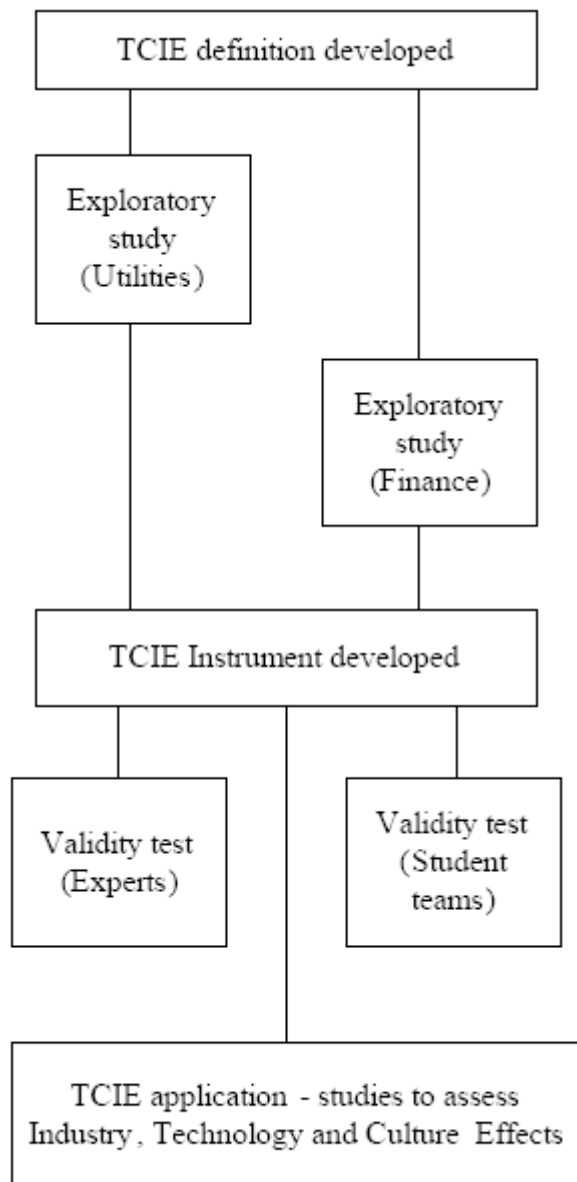 TCIE definition developed
Exploratory
study
(Utilities)
Exploratory
study
(Finance)
TCIE Instrument developed
Validity test
(Experts)
Validity test
(Student
teams)
TCIE application - studies to assess
Industry, Technology and Culture Effects